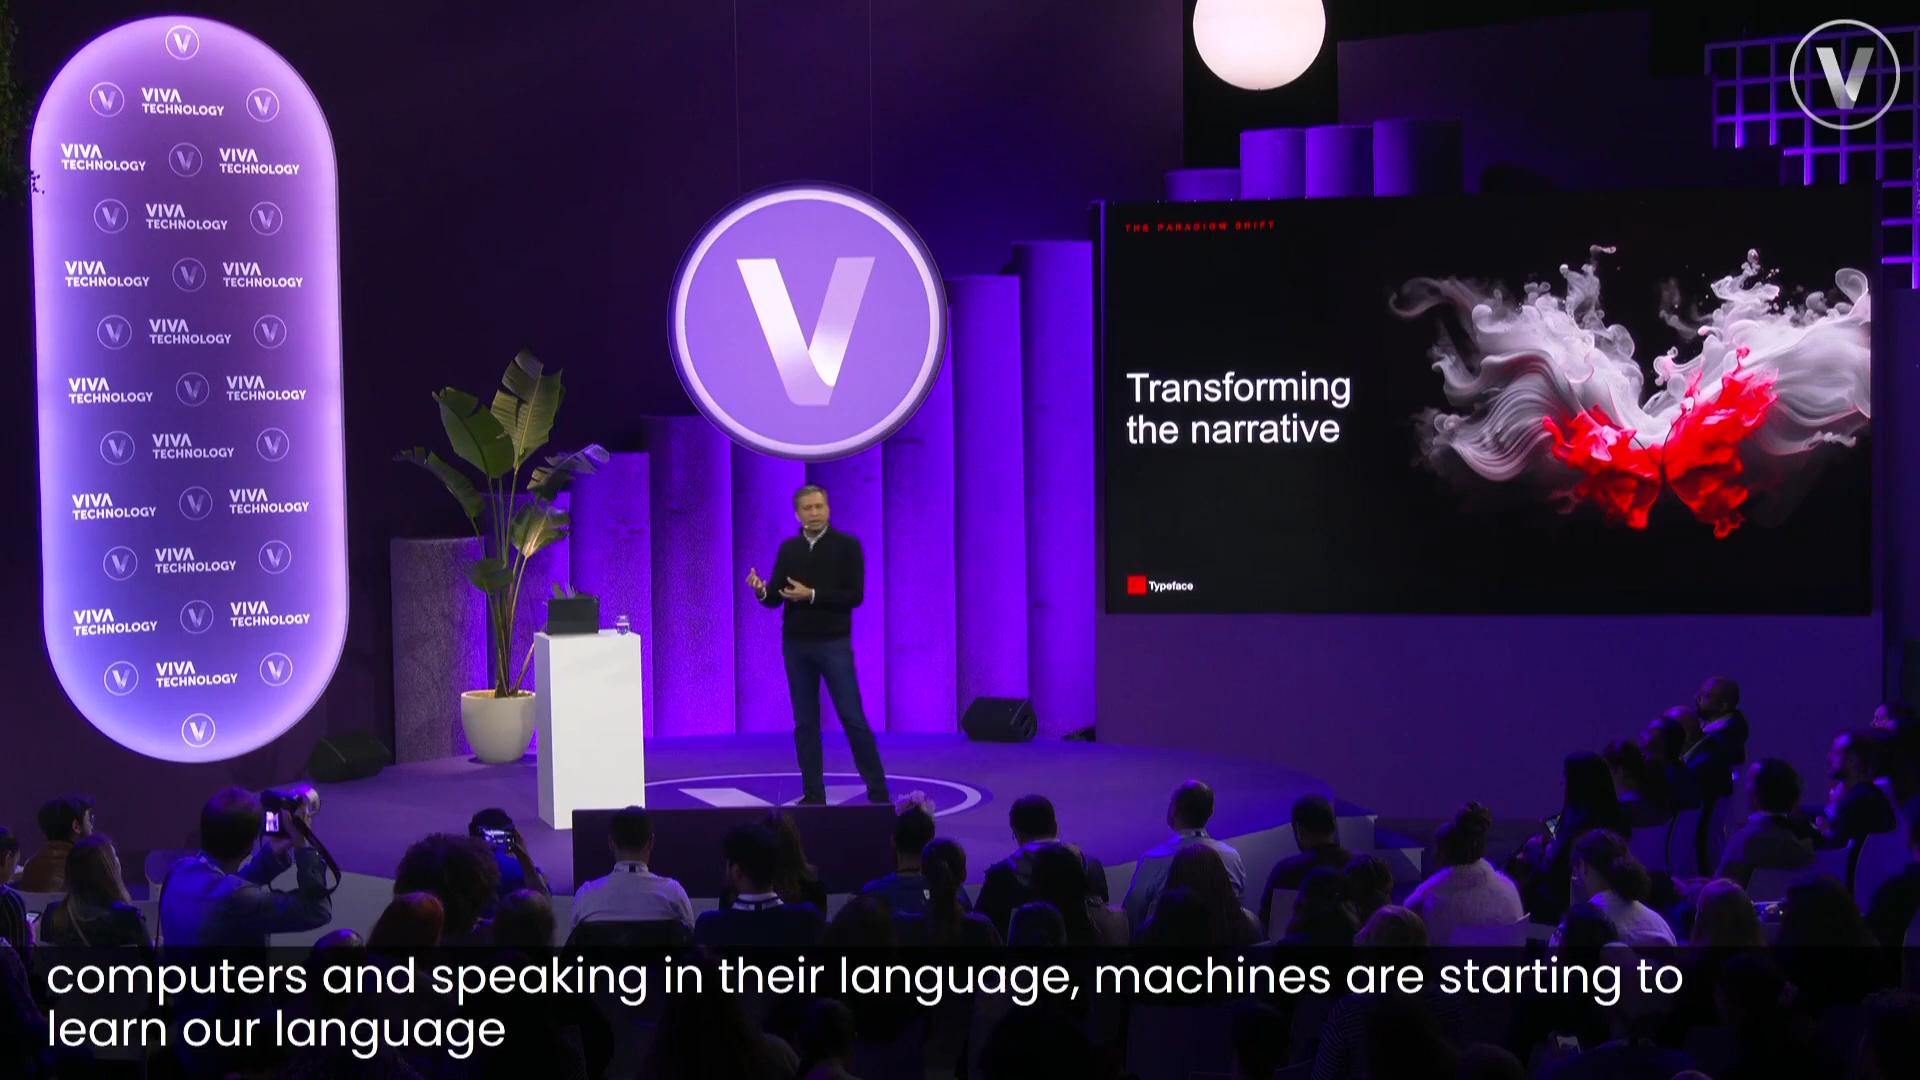 V
V
VIVA
TECHNOLOGY
V
VIVA
TECHNOLOGY
V
VIVA
TECHNOLOGY
V
VIVA
TECHNOLOGY
V
VIVA
TECHNOLOGY
V
VIVA
TECHNOLOGY
V
VIVA
TECHNOLOGY
V
VIVA
TECHNOLOGY
V
VIVA
TECHNOLOGY
V
VIVA
TECHNOLOGY
V
VIVA
TECHNOLOGY
V
VIVA
TECHNOLOGY
V
VIVA
TECHNOLOGY
V
VIVA
TECHNOLOGY
V
VIVA
TECHNOLOGY
V
VIVA
TECHNOLOGY
V
V
V
THE PARADIGM SHIFT
Transforming
the narrative
Typeface
V
computers and speaking in their language, machines are starting to
learn our language